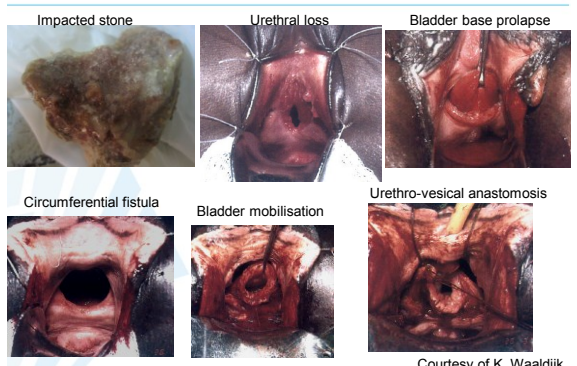 Impacted stone
Urethral loss
Bladder base prolapse
Circumferential fistula
Bladder mobilisation
Urethro-vesical anastomosis
Courtesy of K. Waaldijk